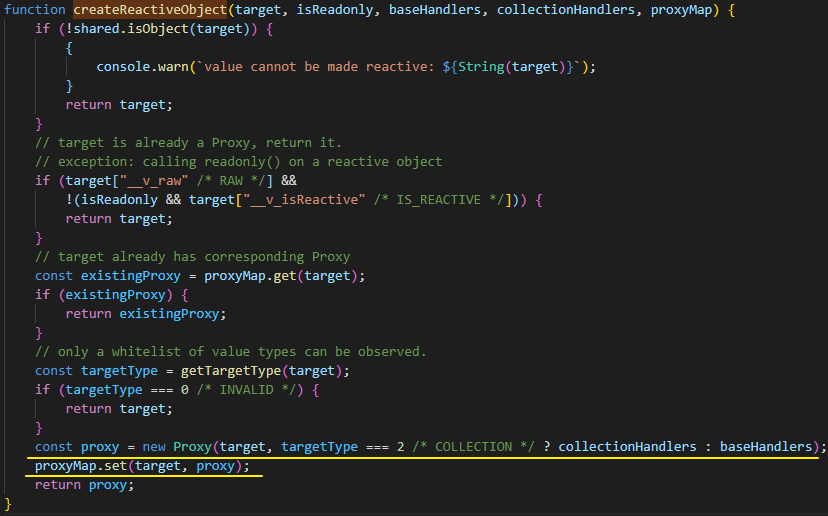 function createReactiveObject(target, isReadonly, baseHandlers, collectionHandlers, proxyMap) {
    if (!shared.isObject(target)) {
        {
            console.warn(`value cannot be made reactive: ${String(target)}`);
        }
        return target;
    }
    // target is already a Proxy, return it.
    // exception: calling readonly() on a reactive object
    if (target["__v_raw" /* RAW */] &&
        !(isReadonly && target["__v_isReactive" /* IS_REACTIVE */])) {
        return target;
    }
    // target already has corresponding Proxy
    const existingProxy = proxyMap.get(target);
    if (existingProxy) {
        return existingProxy;
    }
    // only a whitelist of value types can be observed.
    const targetType = getTargetType(target);
    if (targetType === 0 /* INVALID */) {
        return target;
    }
    const proxy = new Proxy(target, targetType === 2 /* COLLECTION */ ? collectionHandlers : baseHandlers);
    proxyMap.set(target, proxy);
    return proxy;
}